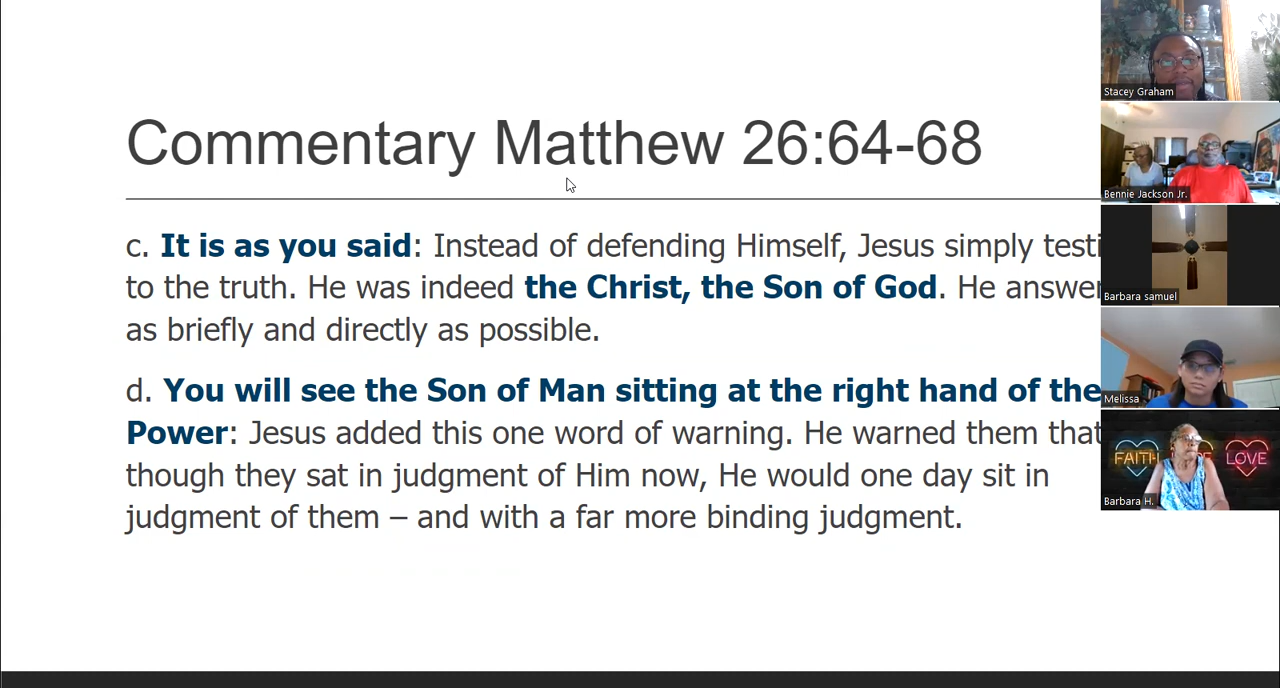 Commentary Matthew 26:64-68
c. It is as you said: Instead of defending Himself, Jesus simply testi
to the truth. He was indeed the Christ, the Son of God. He answer
as briefly and directly as possible.
d. You will see the Son of Man sitting at the right hand of the
Power: Jesus added this one word of warning. He warned them that
though they sat in judgment of Him now, He would one day sit in
judgment of them – and with a far more binding judgment.
Stacey Graham
Bennie Jackson Jr.
Barbara samuel
Melissa
FAITH
LOVE
Barbara H.